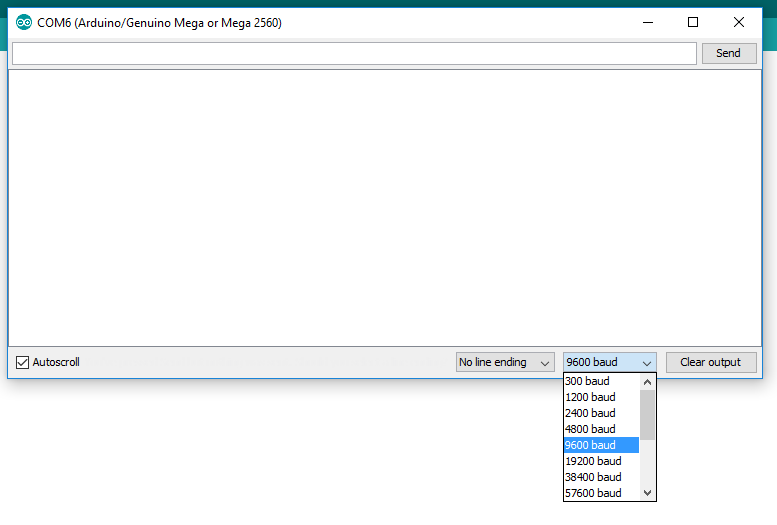 COM6 (Arduino/Genuino Mega or Mega 2560)
Send
Autoscroll
No line ending
9600 baud
Clear output
300 baud
1200 baud
2400 baud
4800 baud
9600 baud
19200 baud
38400 baud
57600 baud